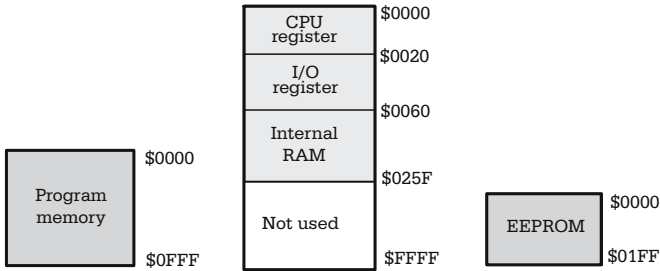 CPU
register
$0000
$0020
I/O
register
$0060
Internal
RAM
$025F
Not used
$FFFF
$0000
Program
memory
$0FFF
$0000
EEPROM
$01FF